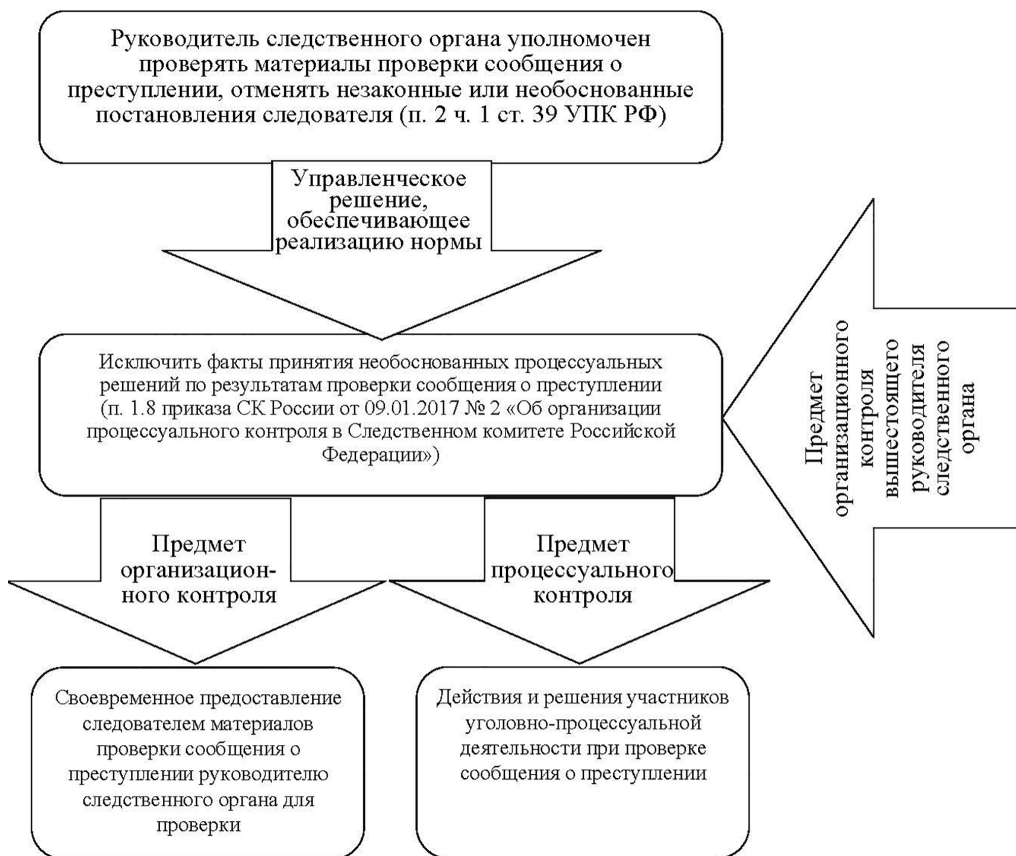 Руководитель следственного органа уполномочен
проверять материалы проверки сообщения о
преступлении, отменять незаконные или необоснованные
постановления следователя (п. 2 ч. 1 ст. 39 УПК РФ)
Управленческое
решение,
обеспечивающее
реализацию нормы
Исключить факты принятия необоснованных процессуальных
решений по результатам проверки сообщения о преступлении
(п. 1.8 приказа СК России от 09.01.2017 № 2 «Об организации
процессуального контроля в Следственном комитете Российской
Федерации»)
Предмет
организационного
контроля
вышестоящего
руководителя
следственного
органа
Предмет
организацион-
ного контроля
Предмет
процессуального
контроля
Своевременное предоставление
следователем материалов
проверки сообщения о
преступлении руководителю
следственного органа для
проверки
Действия и решения участников
уголовно-процессуальной
деятельности при проверке
сообщения о преступлении